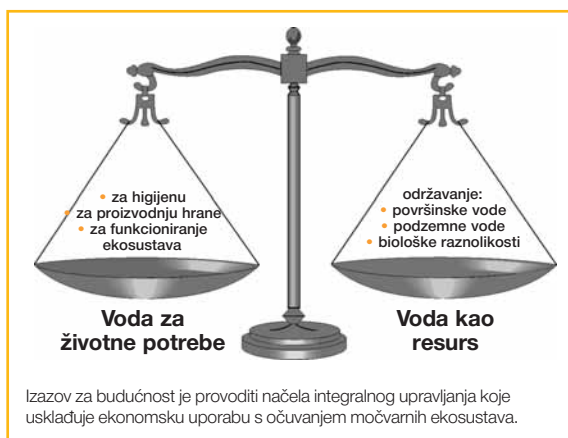 • za higijenu
• za proizvodnju hrane
• za funkcioniranje
ekosustava
održavanje:
• površinske vode
• podzemne vode
• biološke raznolikosti
Voda za
životne potrebe
Voda kao
resurs
Izazov za budućnost je provoditi načela integralnog upravljanja koje
usklađuje ekonomsku uporabu s očuvanjem močvarnih ekosustava.